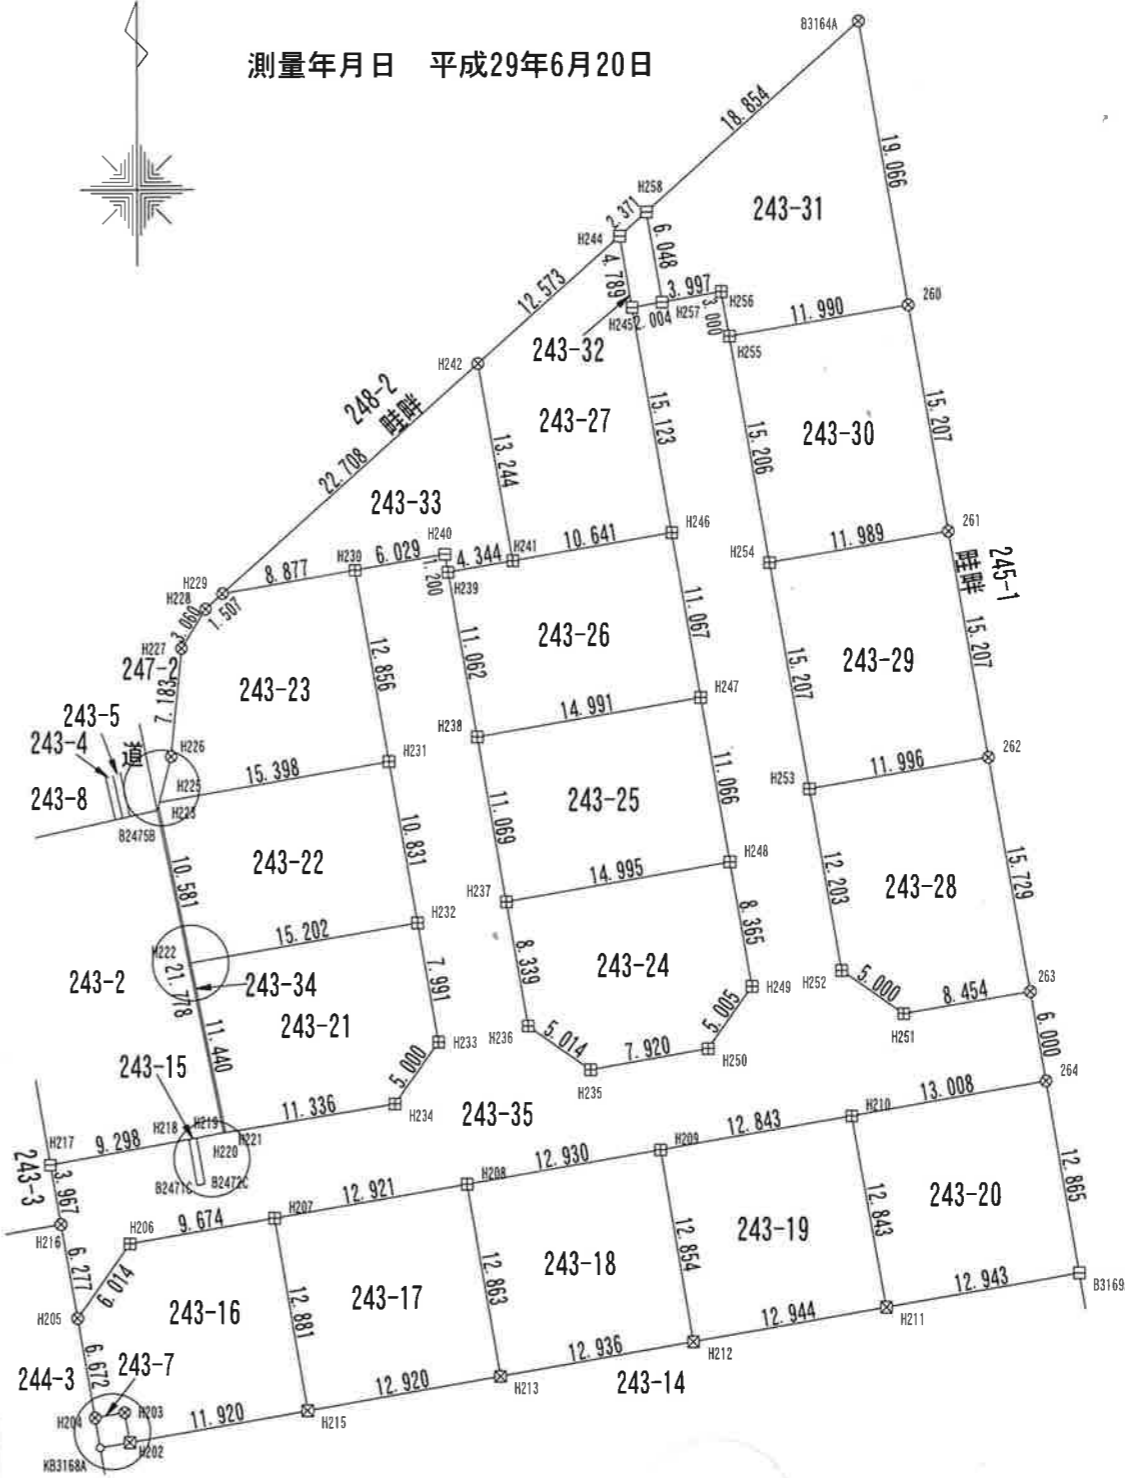 測量年月日 平成29年6月20日
B3164A
18.854
19.066
H258
2.371
243-31
H244
6.048
4.789
12.573
3.997
H256
260
H245
2.004
H257
3.000
11.990
H255
243-32
H242
248-2
畦畔
243-27
15.123
15.207
243-30
15.206
13.244
22.708
243-33
H246
261
H240
H241
10.641
11.989
H254
6.029
H230
4.344
1.200
H239
畦畔
245-1
8.877
H229
H228
1.507
3.060
11.067
15.207
243-26
H227
12.856
11.062
243-29
247-2
15.207
243-23
7.183
H247
14.991
243-5
H238
243-4
道
H226
H231
262
15.398
H225
H253
11.996
243-8
H223
11.066
243-25
B2475B
11.069
10.831
243-22
H248
15.729
10.581
14.995
12.203
243-28
H237
H232
15.202
H222
8.365
8.339
243-24
7.991
H252
243-2
21.778
243-34
H249
5.000
263
8.454
H251
243-21
H236
5.005
H233
5.014
7.920
6.000
11.440
H250
5.000
243-15
H235
264
11.336
H234
243-35
13.008
H210
H218
H219
H221
9.298
H220
12.843
H217
H209
243-3
3.967
B2471C
B2472C
12.930
H208
12.865
12.921
243-20
H207
9.674
H206
243-19
12.843
H216
12.854
6.277
243-18
6.014
12.863
B3169
243-17
12.943
H205
243-16
12.881
H211
12.944
6.672
H212
244-3
243-7
12.936
243-14
H213
12.920
H204
H203
11.920
H215
H202
KB3168A